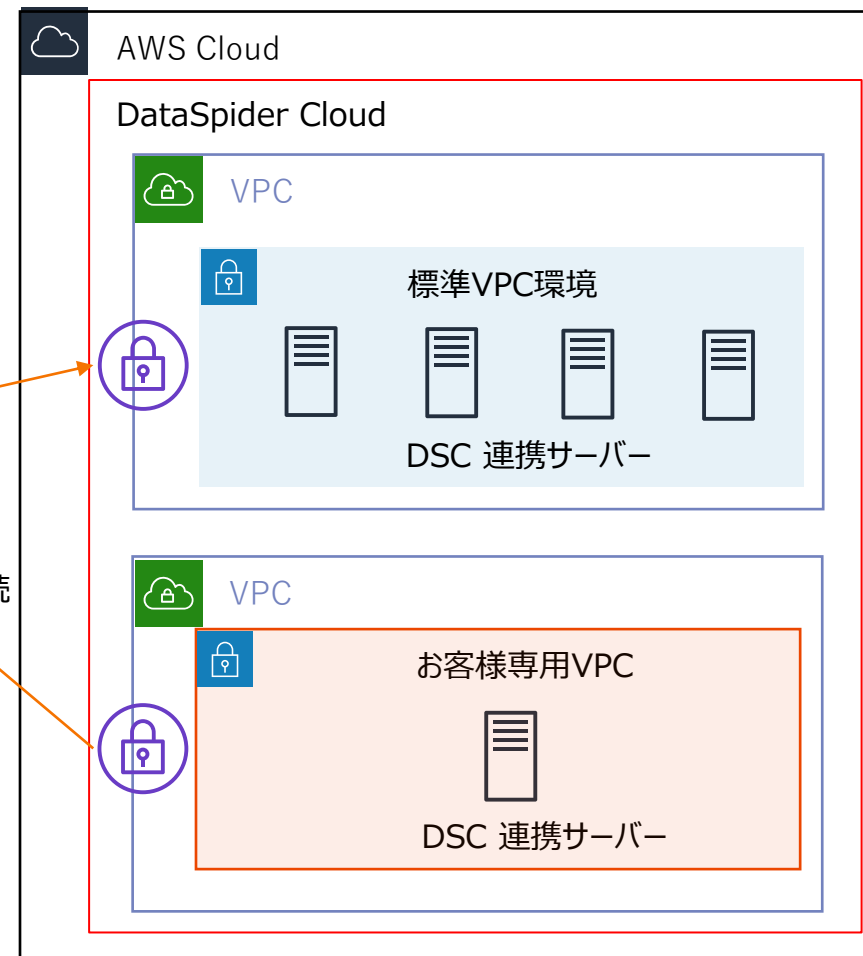 AWS Cloud
DataSpider Cloud
VPC
標準VPC環境
DSC 連携サーバー
続
VPC
お客様専用VPC
DSC 連携サーバー